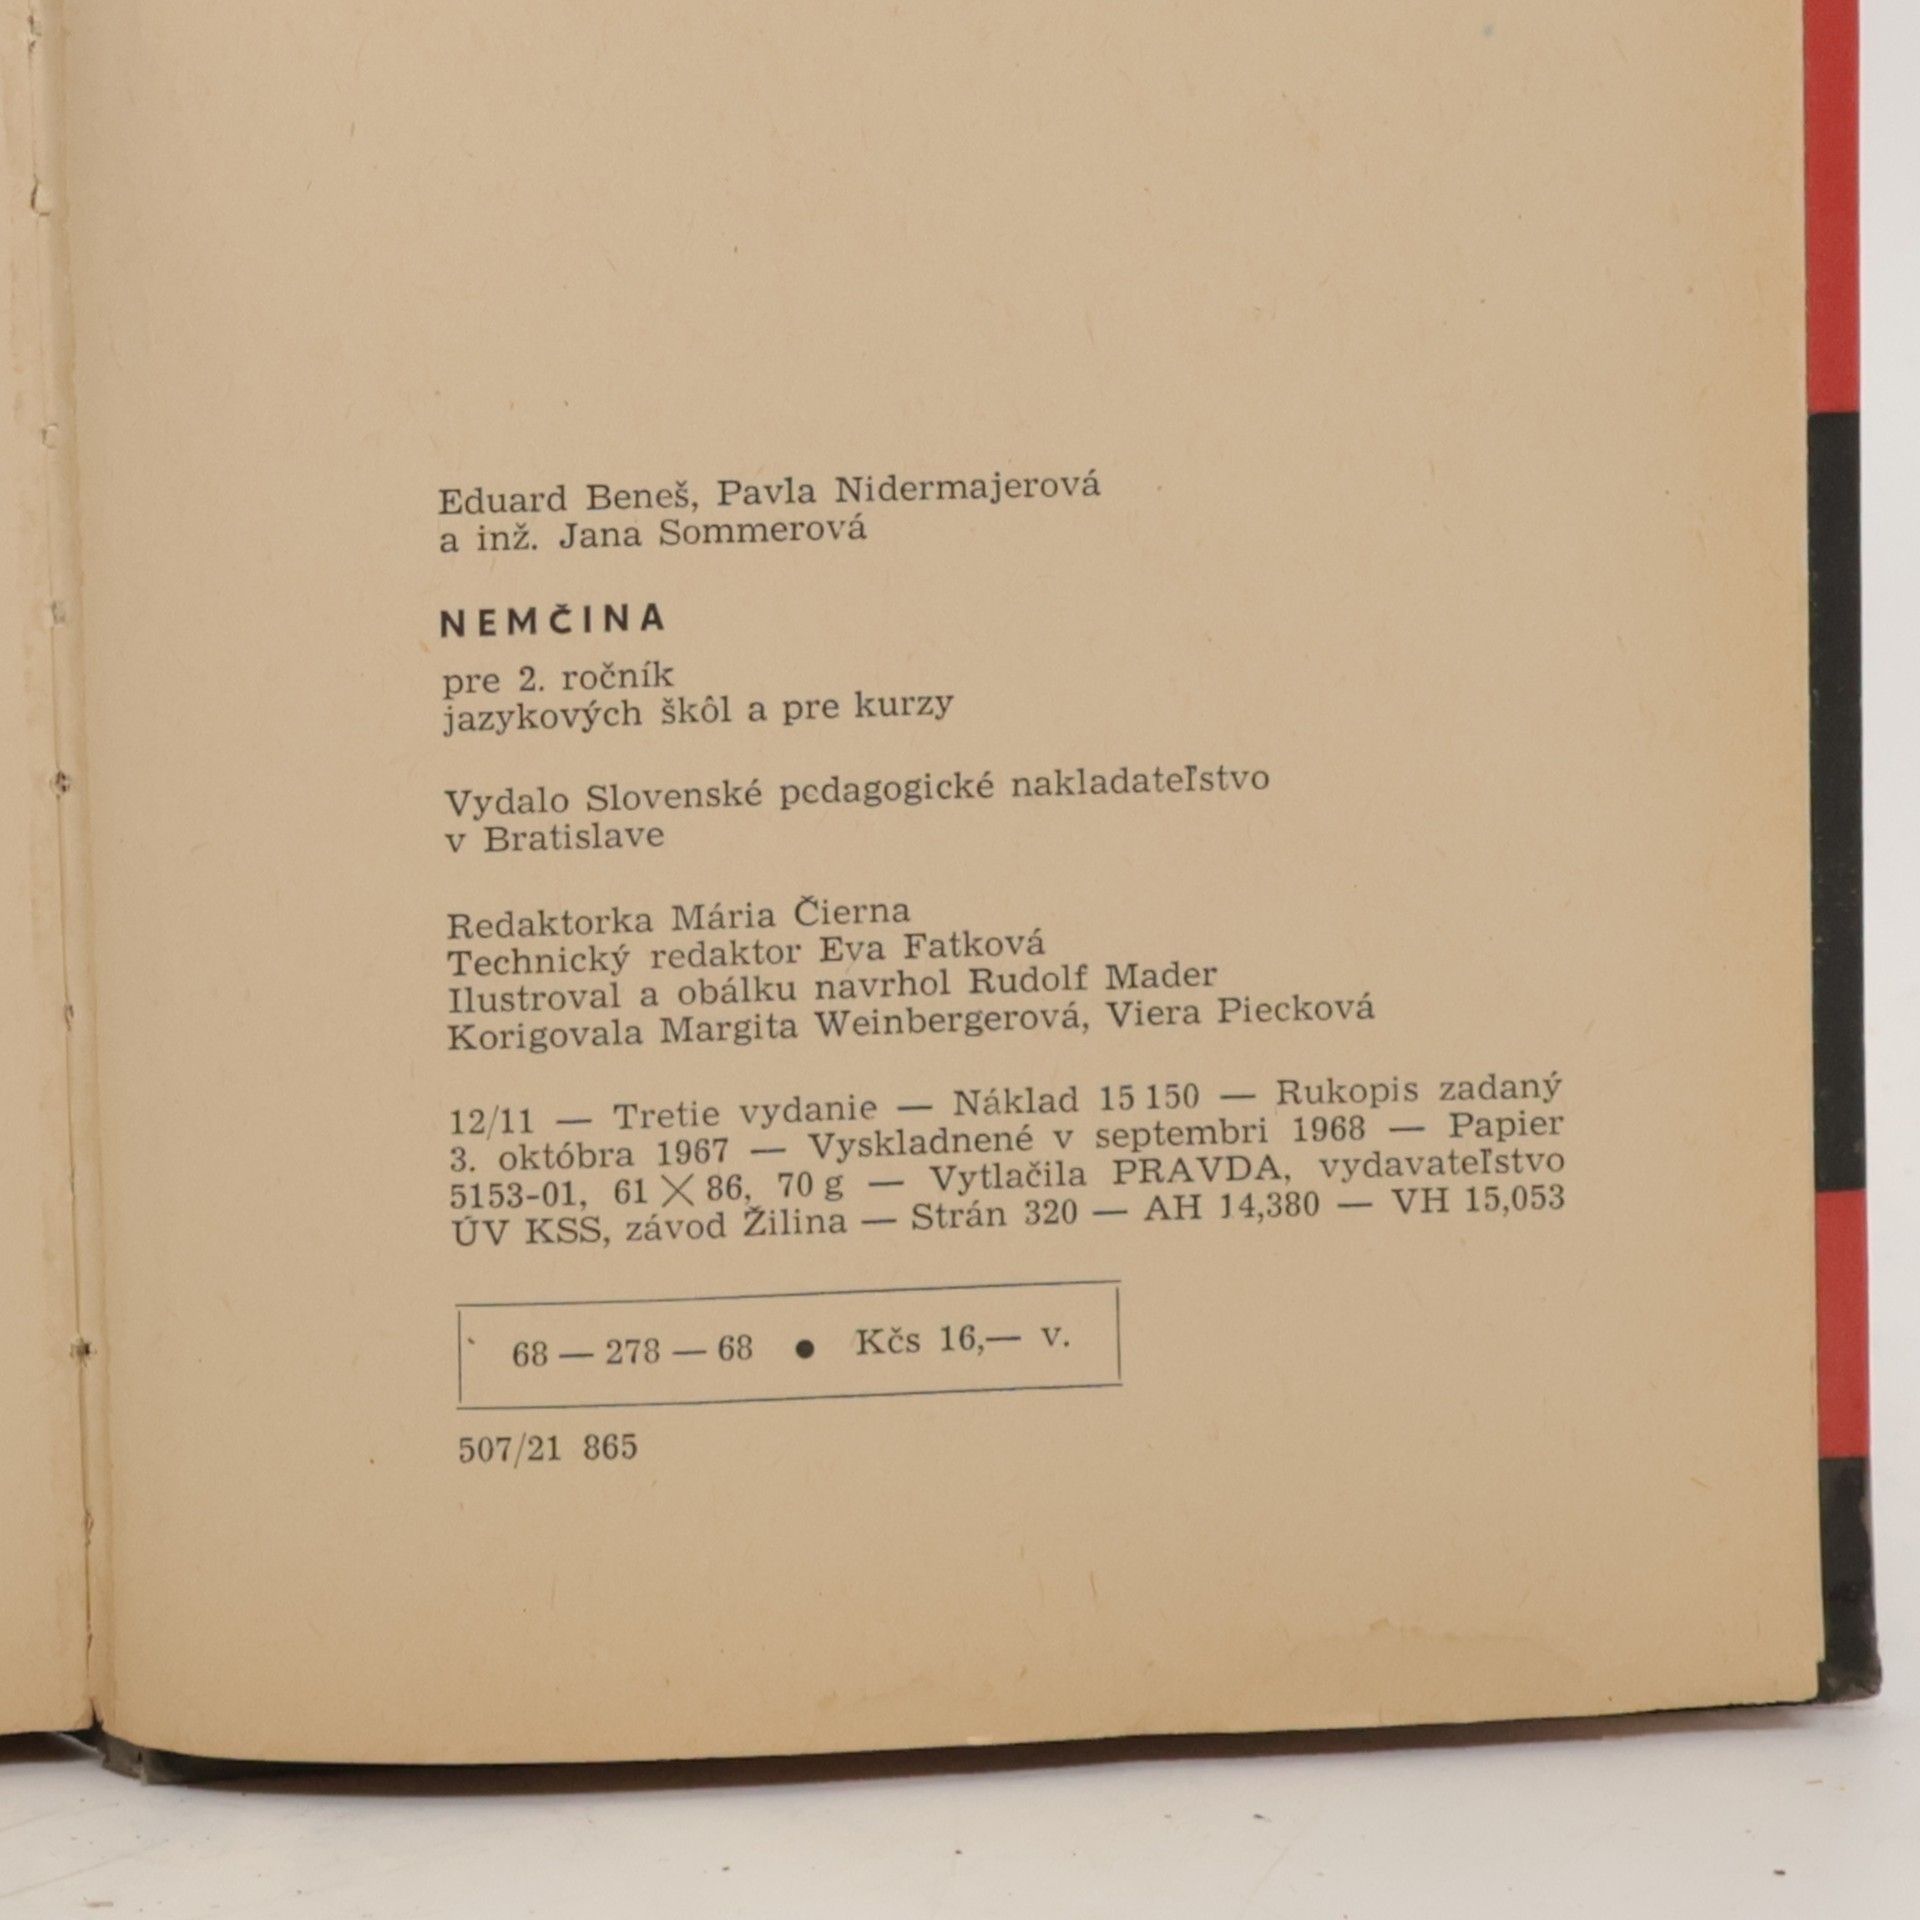 Eduard Beneš, Pavla Nidermajerová
a inž. Jana Sommerová
NEMČINA
pre 2. ročník
jazykových škôl a pre kurzy
Vydalo Slovenské pedagogické nakladateľstvo
v Bratislave
Redaktorka Mária Čierna
Technický redaktor Eva Fatková
Ilustroval a obálku navrhol Rudolf Mader
Korigovala Margita Weinbergerová, Viera Piecková
12/11 — Tretie vydanie — Náklad 15 150 — Rukopis zadaný
3. októbra 1967 — Vyskladnené v septembri 1968 — Papier
5153-01, 61 × 86, 70 g — Vytlačila PRAVDA, vydavateľstvo
ÚV KSS, závod Žilina — Strán 320 — AH 14,380 — VH 15,053
68 — 278 — 68 ● Kčs 16,— v.
507/21 865